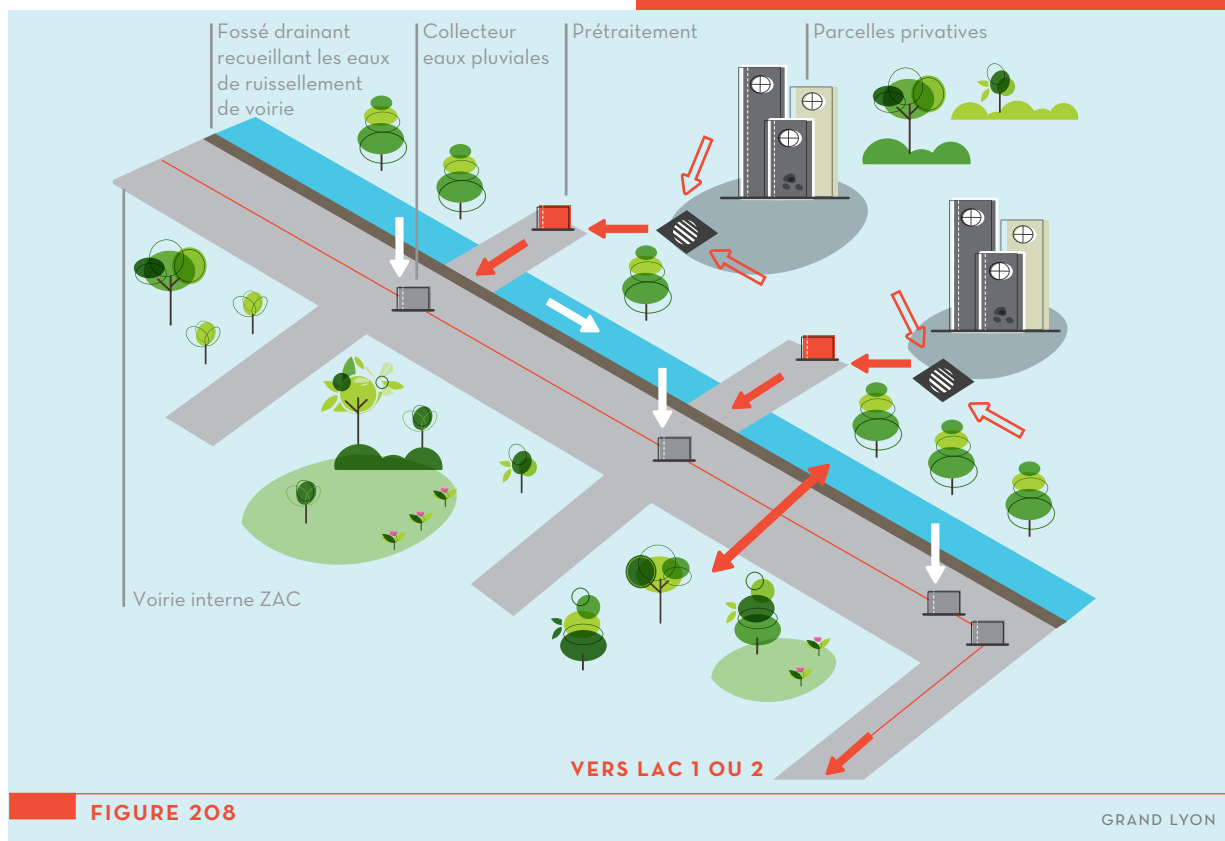 Fossé drainant
recueillant les eaux
de ruissellement
de voirie
Collecteur
eaux pluviales
Prétraitement
Parcelles privatives
Voirie interne ZAC
VERS LAC 1 OU 2
FIGURE 208
GRAND LYON